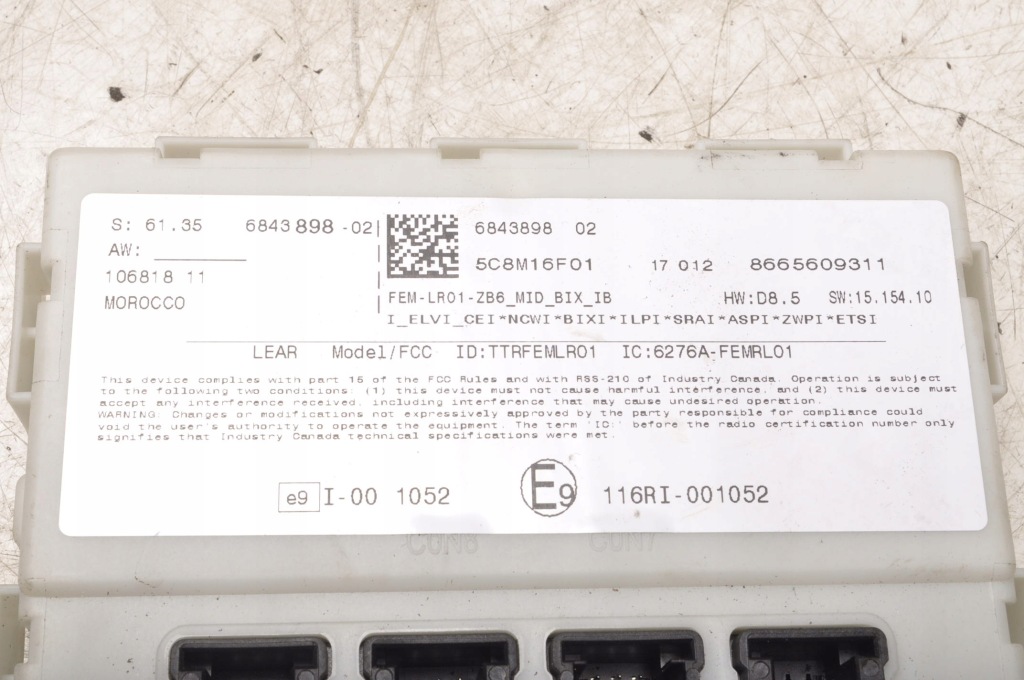 S: 61.35 6843 898 -02
AW:
106818 11
MOROCCO
6843898 02
5C8M16F01 17 012 8665609311
FEM-LR01-ZB6_MID_BIX_IB HW:D8.5 SW:15.154.10
I_ELVI_CEI*NCWI*BIXI*ILPI*SRAI*ASPI*ZWPI*ETSI
LEAR Model/FCC ID:TTRFEMLR01 IC:6276A-FEMRL01
This device complies with part 15 of the FCC Rules and with RSS-210 of Industry Canada. Operation is subject
to the following two conditions: (1) this device must not cause harmful interference, and (2) this device must
accept any interference received, including interference that may cause undesired operation.
WARNING: Changes or modifications not expressively approved by the party responsible for compliance could
void the user's authority to operate the equipment. The term 'IC:' before the radio certification number only
signifies that Industry Canada technical specifications were met.
e9 I-00 1052 E9 116RI-001052
CON6 CON7